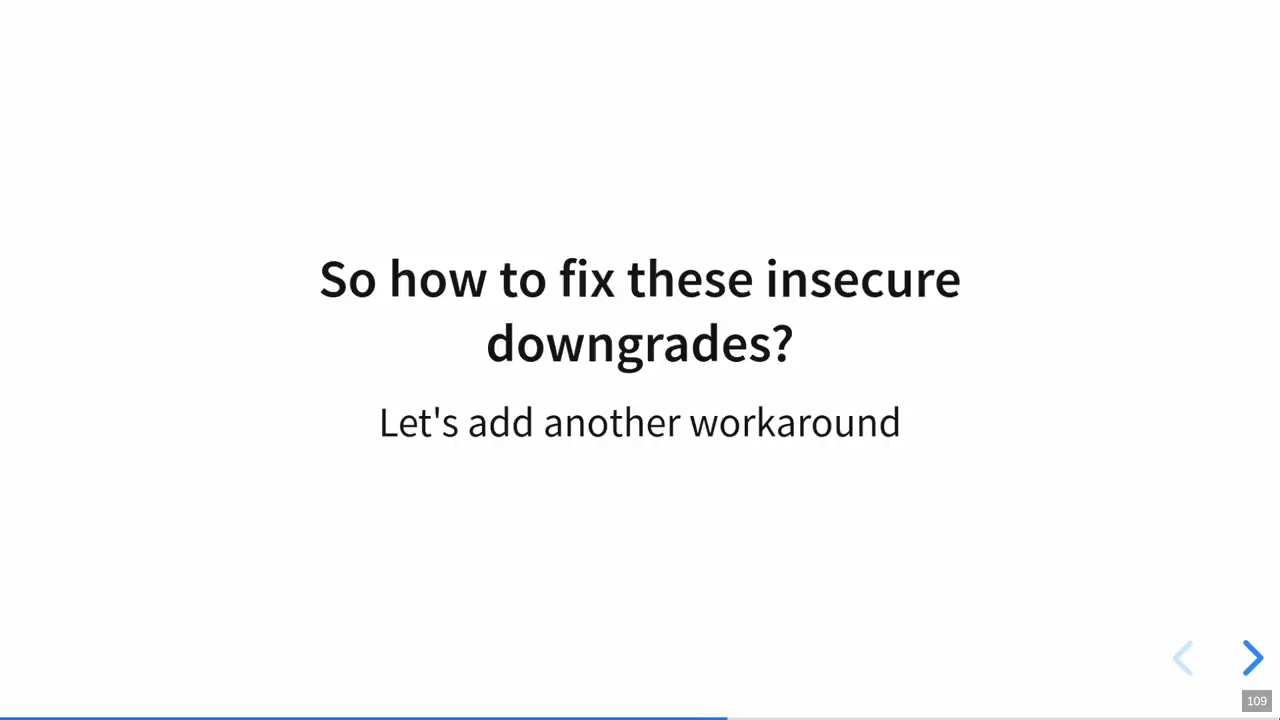 So how to fix these insecure
downgrades?
Let's add another workaround
109